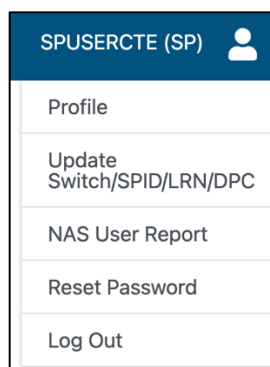 SPUSERCTE (SP)
Profile
Update
Switch/SPID/LRN/DPC
NAS User Report
Reset Password
Log Out